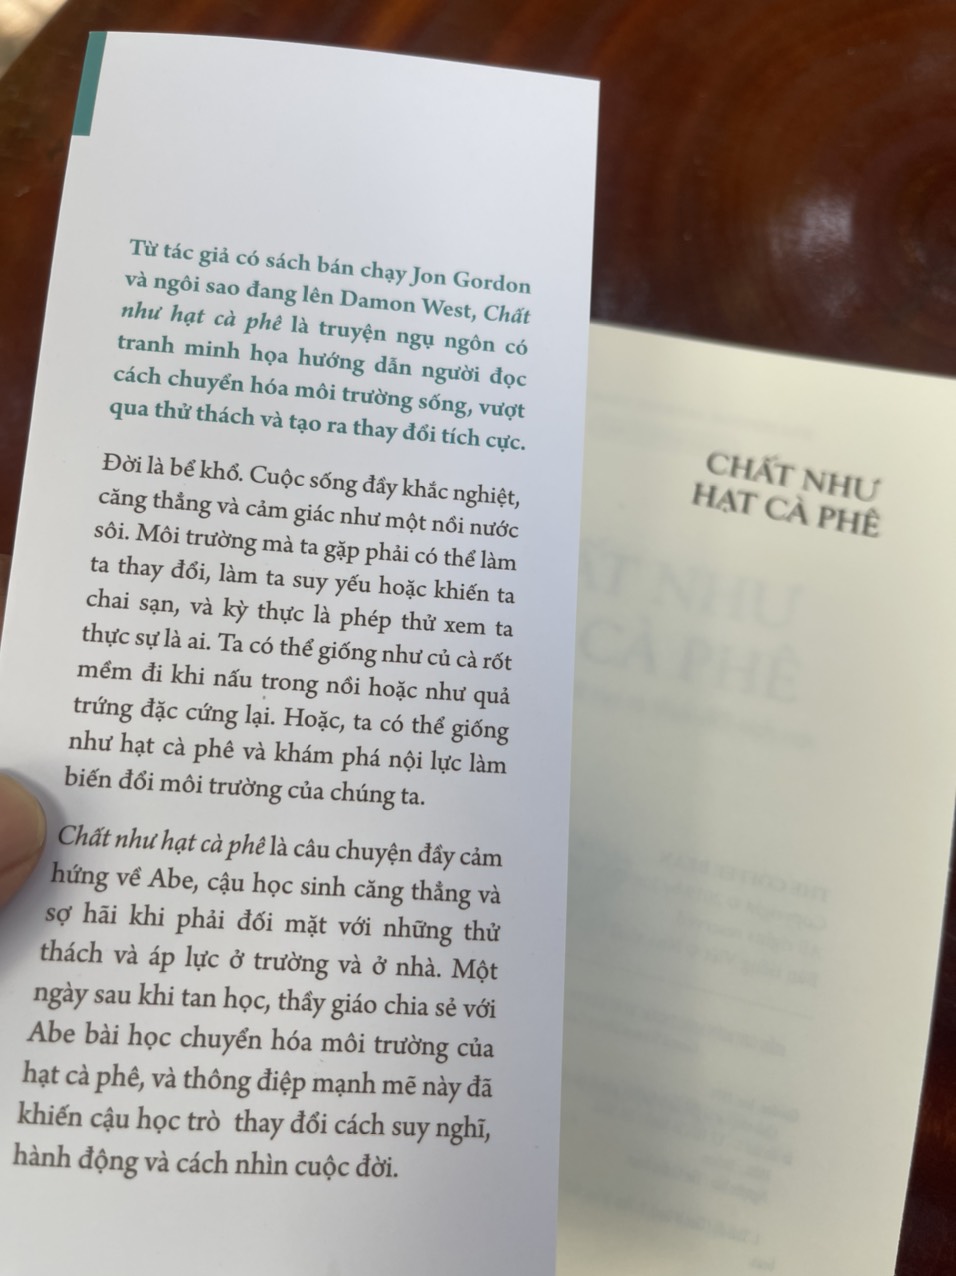 Từ tác giả có sách bán chạy Jon Gordon
và ngôi sao đang lên Damon West, Chất
như hạt cà phê là truyện ngụ ngôn có
tranh minh họa hướng dẫn người đọc
cách chuyển hóa môi trường sống, vượt
qua thử thách và tạo ra thay đổi tích cực.
Đời là bể khổ. Cuộc sống đầy khắc nghiệt,
căng thẳng và cảm giác như một nồi nước
sôi. Môi trường mà ta gặp phải có thể làm
ta thay đổi, làm ta suy yếu hoặc khiến ta
chai sạn, và kỳ thực là phép thử xem ta
thực sự là ai. Ta có thể giống như củ cà rốt
mềm đi khi nấu trong nồi hoặc như quả
trứng đặc cứng lại. Hoặc, ta có thể giống
như hạt cà phê và khám phá nội lực làm
biến đổi môi trường của chúng ta.
Chất như hạt cà phê là câu chuyện đầy cảm
hứng về Abe, cậu học sinh căng thẳng và
sợ hãi khi phải đối mặt với những thử
thách và áp lực ở trường và ở nhà. Một
ngày sau khi tan học, thầy giáo chia sẻ với
Abe bài học chuyển hóa môi trường của
hạt cà phê, và thông điệp mạnh mẽ này đã
khiến cậu học trò thay đổi cách suy nghĩ,
hành động và cách nhìn cuộc đời.
CHẤT NHƯ
HẠT CÀ PHÊ